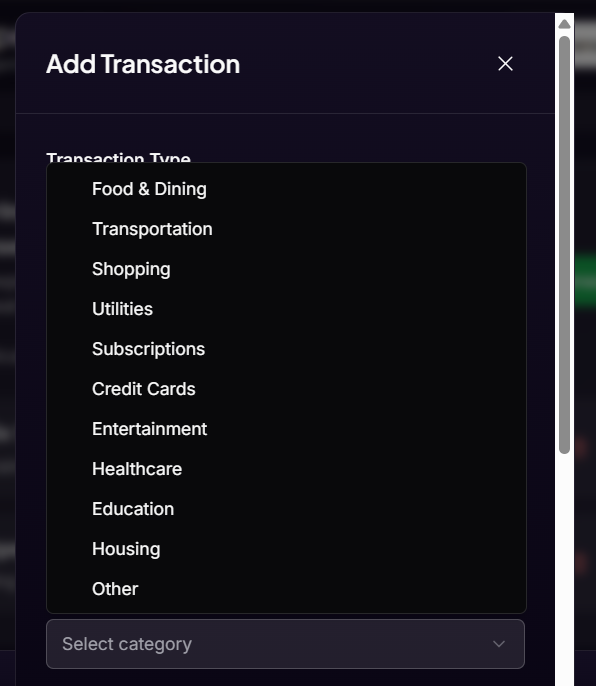 Add Transaction
Transaction Type
Food & Dining
Transportation
Shopping
Utilities
Subscriptions
Credit Cards
Entertainment
Healthcare
Education
Housing
Other
Select category